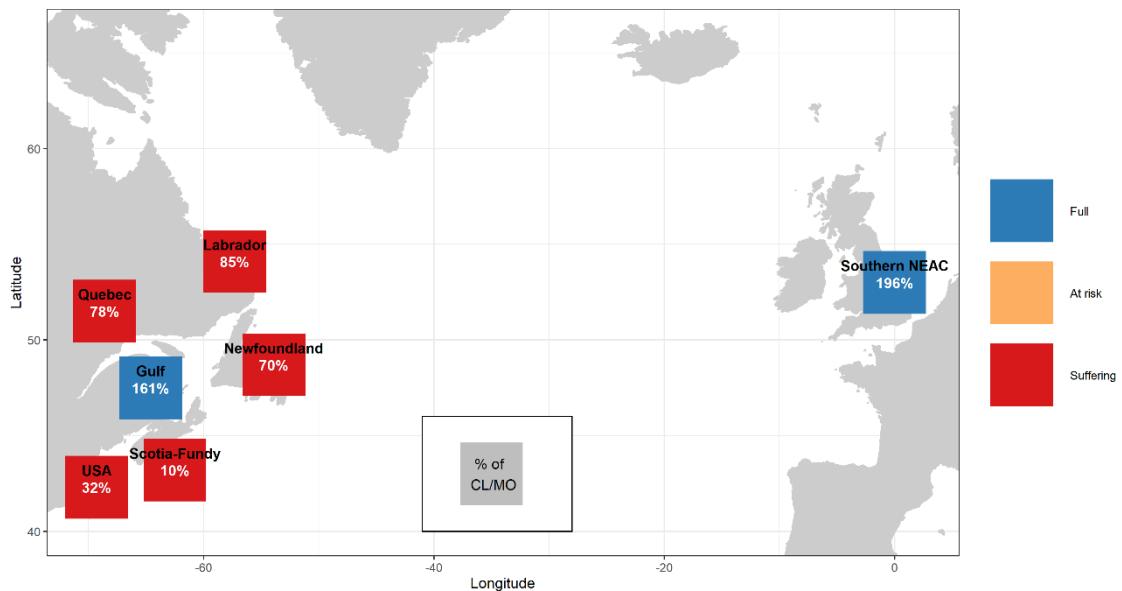 60
50
40
Latitude
-60
-40
-20
0
Longitude
Labrador
85%
Quebec
78%
Newfoundland
70%
Gulf
161%
Scotia-Fundy
10%
USA
32%
Southern NEAC
196%
% of
CL/MO
Full
At risk
Suffering